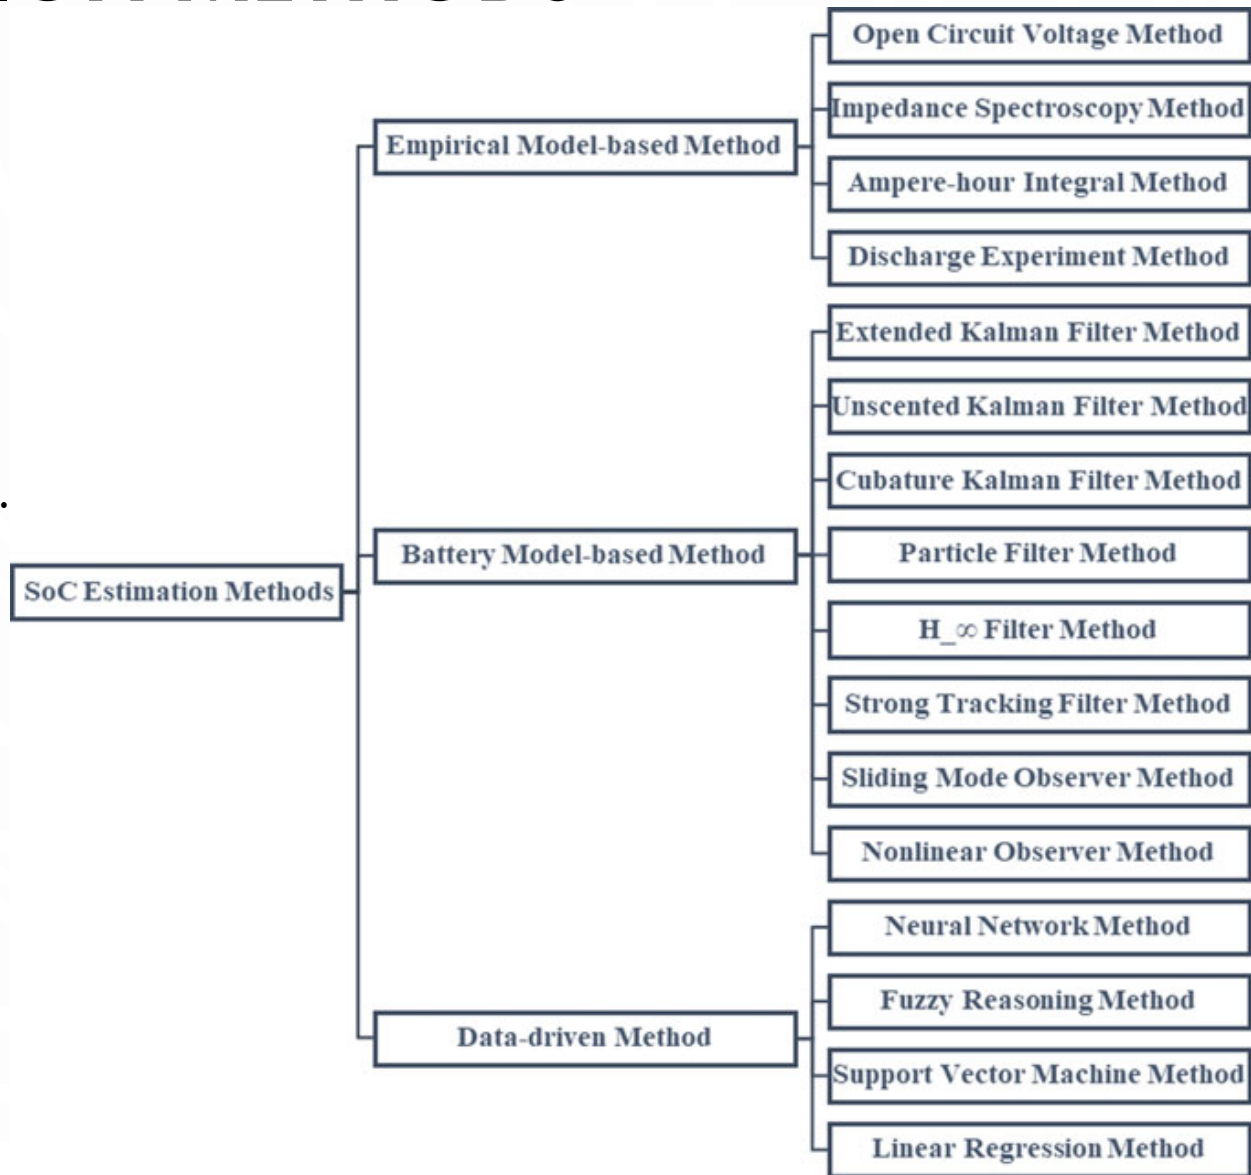 SoC Estimation Methods
Empirical Model-based Method
Open Circuit Voltage Method
Impedance Spectroscopy Method
Ampere-hour Integral Method
Discharge Experiment Method
Battery Model-based Method
Extended Kalman Filter Method
Unscented Kalman Filter Method
Cubature Kalman Filter Method
Particle Filter Method
H_∞ Filter Method
Strong Tracking Filter Method
Sliding Mode Observer Method
Nonlinear Observer Method
Data-driven Method
Neural Network Method
Fuzzy Reasoning Method
Support Vector Machine Method
Linear Regression Method